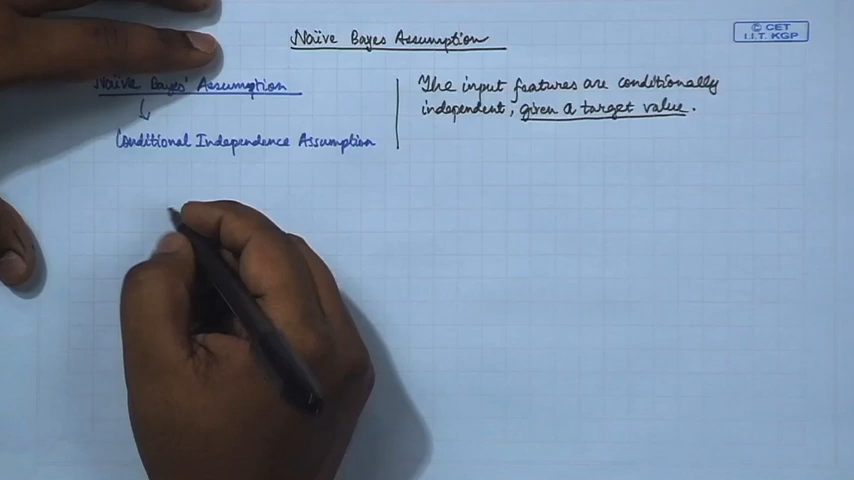 Naïve Bayes Assumption
© CET
I.I.T. KGP
Naïve Bayes' Assumption
Conditional Independence Assumption
The input features are conditionally
independent, given a target value.